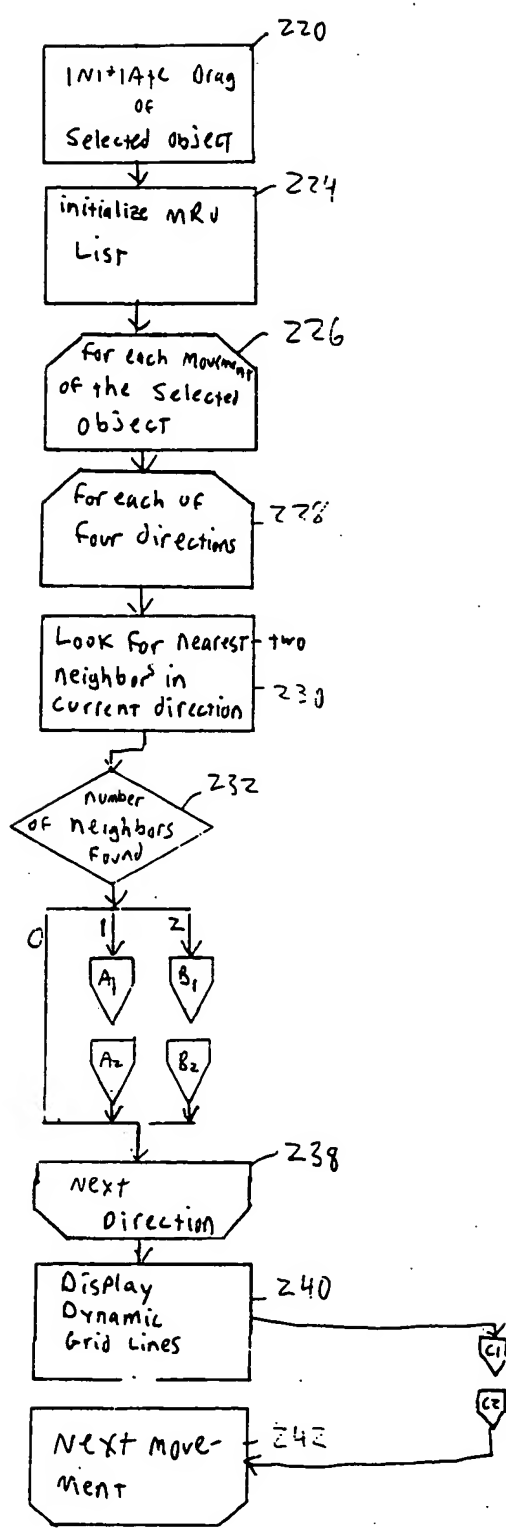 220
INITIATE Drag
OF
Selected Object
224
initialize MRU
List
226
for each Movement
of the Selected
Object
for each of
four directions
228
Look For nearest two
neighbors in
current direction
230
232
number
of neighbors
Found
0
1
2
A1
B1
A2
B2
238
Next
Direction
Display
Dynamic
Grid Lines
240
C1
C2
Next move-
ment
242